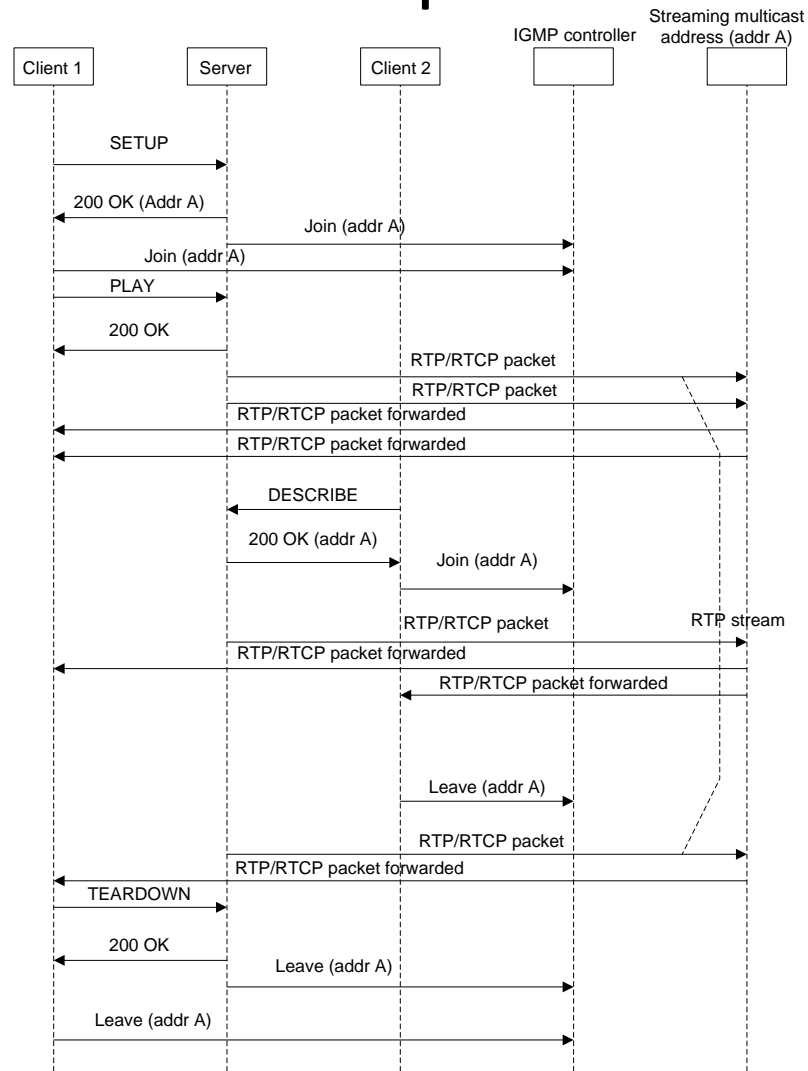 Streaming multicast
address (addr A)
IGMP controller
Client 1
Server
Client 2
SETUP
200 OK (Addr A)
Join (addr A)
Join (addr A)
PLAY
200 OK
RTP/RTCP packet
RTP/RTCP packet
RTP/RTCP packet forwarded
RTP/RTCP packet forwarded
DESCRIBE
200 OK (addr A)
Join (addr A)
RTP/RTCP packet
RTP stream
RTP/RTCP packet forwarded
RTP/RTCP packet forwarded
Leave (addr A)
RTP/RTCP packet
RTP/RTCP packet forwarded
TEARDOWN
200 OK
Leave (addr A)
Leave (addr A)